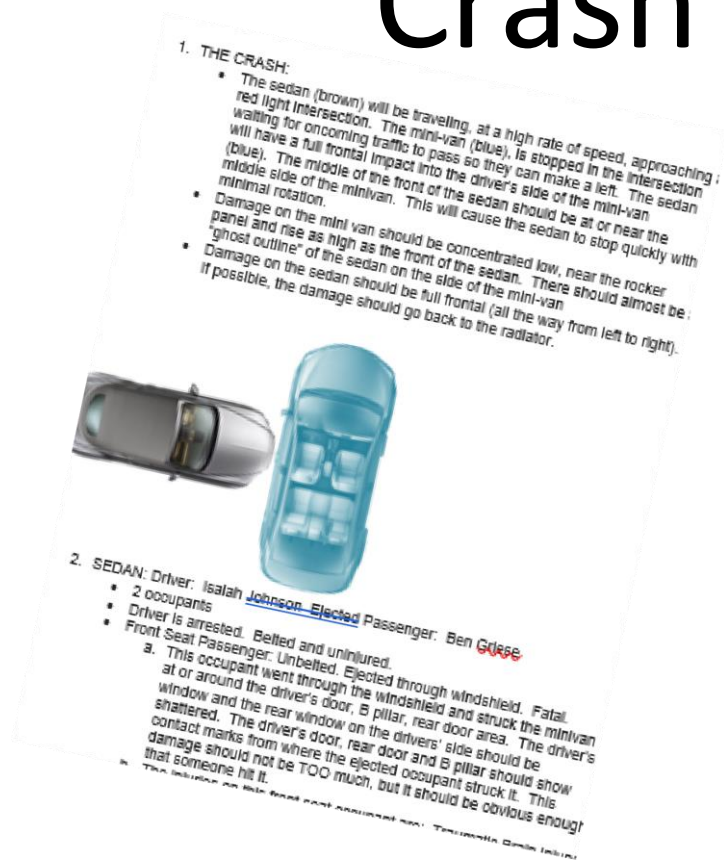 Crash
1. THE CRASH:
• The sedan (brown) will be traveling, at a high rate of speed, approaching
red light intersection. The mini-van (blue), is stopped in the intersection
waiting for oncoming traffic to pass so they can make a left. The sedan
will have a full frontal impact into the driver's side of the mini-van
(blue). The middle of the front of the sedan should be at or near the
middle side of the minivan. This will cause the sedan to stop quickly with
minimal rotation.
• Damage on the mini van should be concentrated low, near the rocker
panel and rise as high as the front of the sedan. There should almost be
"ghost outline" of the sedan on the side of the mini-van
• Damage on the sedan should be full frontal (all the way from left to right).
If possible, the damage should go back to the radiator.
2. SEDAN: Driver: Isaiah Johnson Ejected Passenger: Ben Griese
• 2 occupants
• Driver is arrested. Belted and uninjured.
• Front Seat Passenger: Unbelted. Ejected through windshield. Fatal.
a. This occupant went through the windshield and struck the minivan
at or around the driver's door, B pillar, rear door area. The driver's
window and the rear window on the drivers' side should be
shattered. The driver's door, rear door and B pillar should show
contact marks from where the ejected occupant struck it. This
damage should not be TOO much, but it should be obvious enough
that someone hit it.